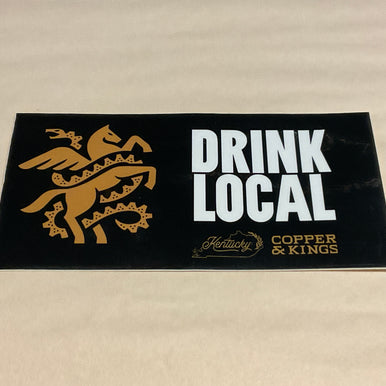 DRINK
LOCAL
Kentucky
COPPER
& KINGS